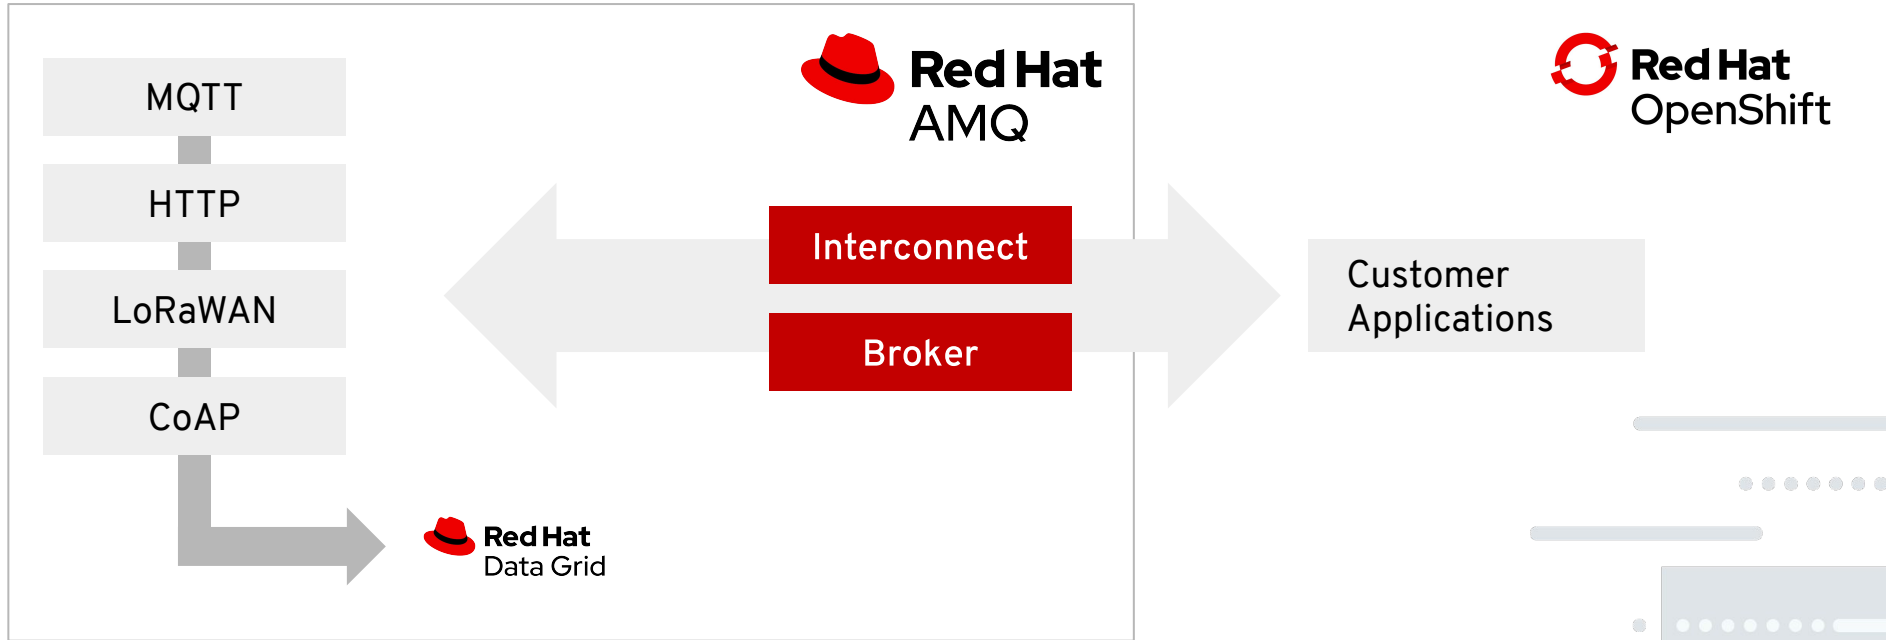 MQTT
HTTP
LoRaWAN
CoAP
Red Hat
Data Grid
Red Hat
AMQ
Interconnect
Broker
Red Hat
OpenShift
Customer
Applications